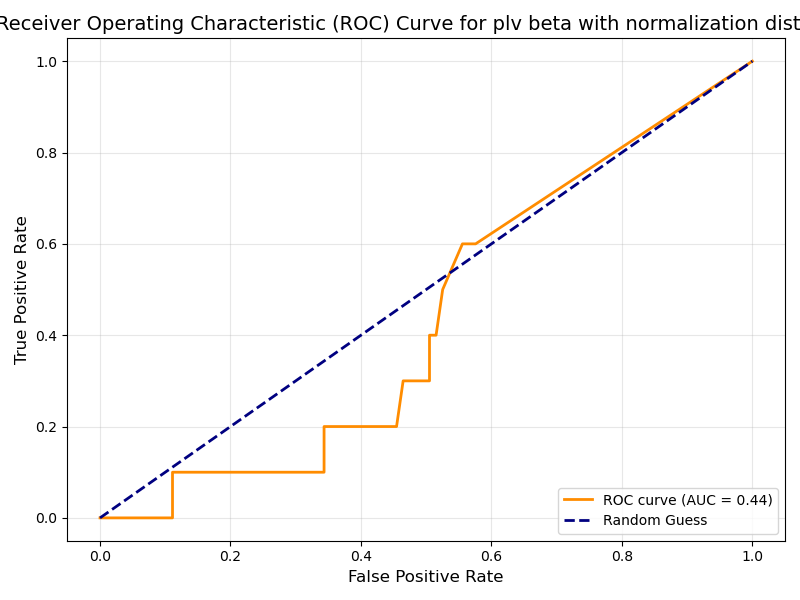 Receiver Operating Characteristic (ROC) Curve for plv beta with normalization dist
True Positive Rate
1.0
0.8
0.6
0.4
0.2
0.0
0.0 0.2 0.4 0.6 0.8 1.0
False Positive Rate
ROC curve (AUC = 0.44)
Random Guess